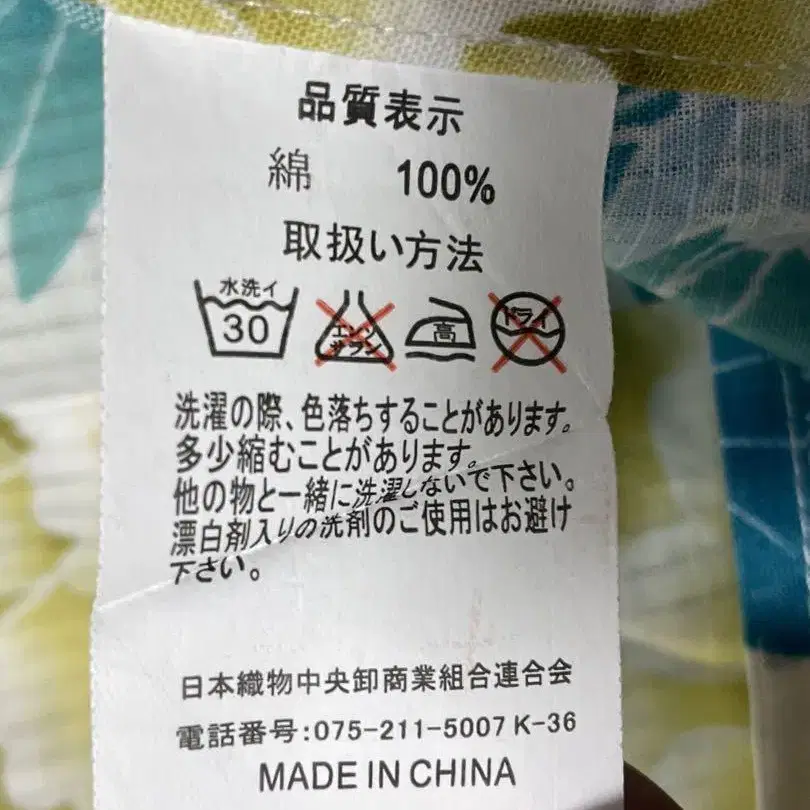 品質表示
綿 100%
取扱い方法
水洗イ
30
エンソ
サラシ
高
ドライ
洗濯の際、色落ちすることがあります。
多少縮むことがあります。
他の物と一緒に洗濯しないで下さい。
漂白剤入りの洗剤のご使用はお避け
下さい。
日本織物中央卸商業組合連合会
電話番号:075-211-5007 K-36
MADE IN CHINA